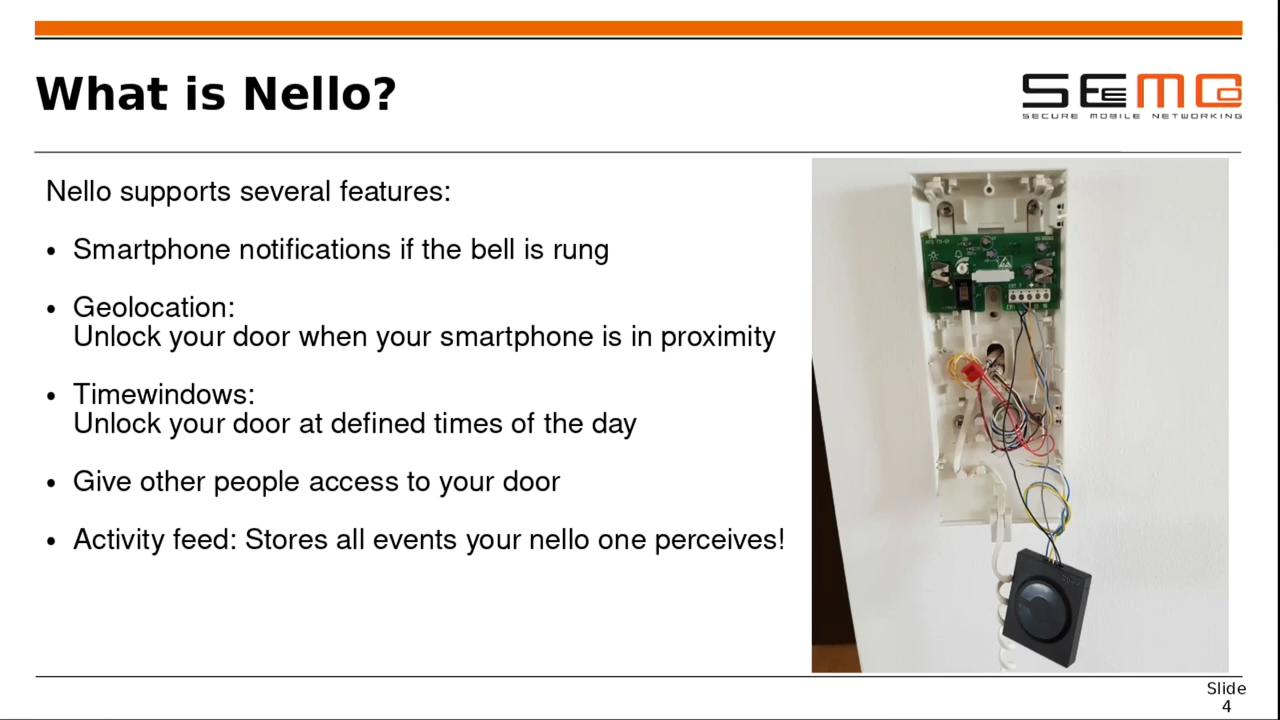 What is Nello?
SEEMOO
SECURE MOBILE NETWORKING
Nello supports several features:
• Smartphone notifications if the bell is rung
• Geolocation:
Unlock your door when your smartphone is in proximity
• Timewindows:
Unlock your door at defined times of the day
• Give other people access to your door
• Activity feed: Stores all events your nello one perceives!
Slide
4